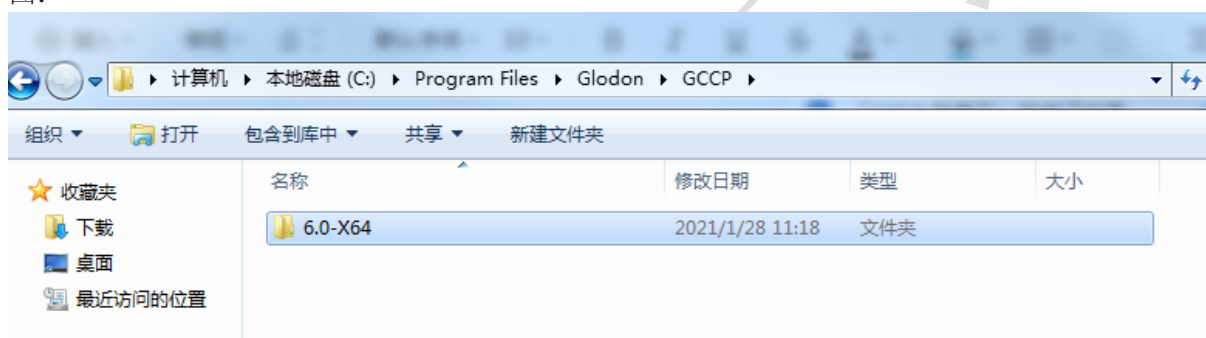 计算机 ▸ 本地磁盘 (C:) ▸ Program Files ▸ Glodon ▸ GCCP ▸
组织 打开 包含到库中 共享 新建文件夹
名称 修改日期 类型 大小
收藏夹
下载
桌面
最近访问的位置
6.0-X64 2021/1/28 11:18 文件夹